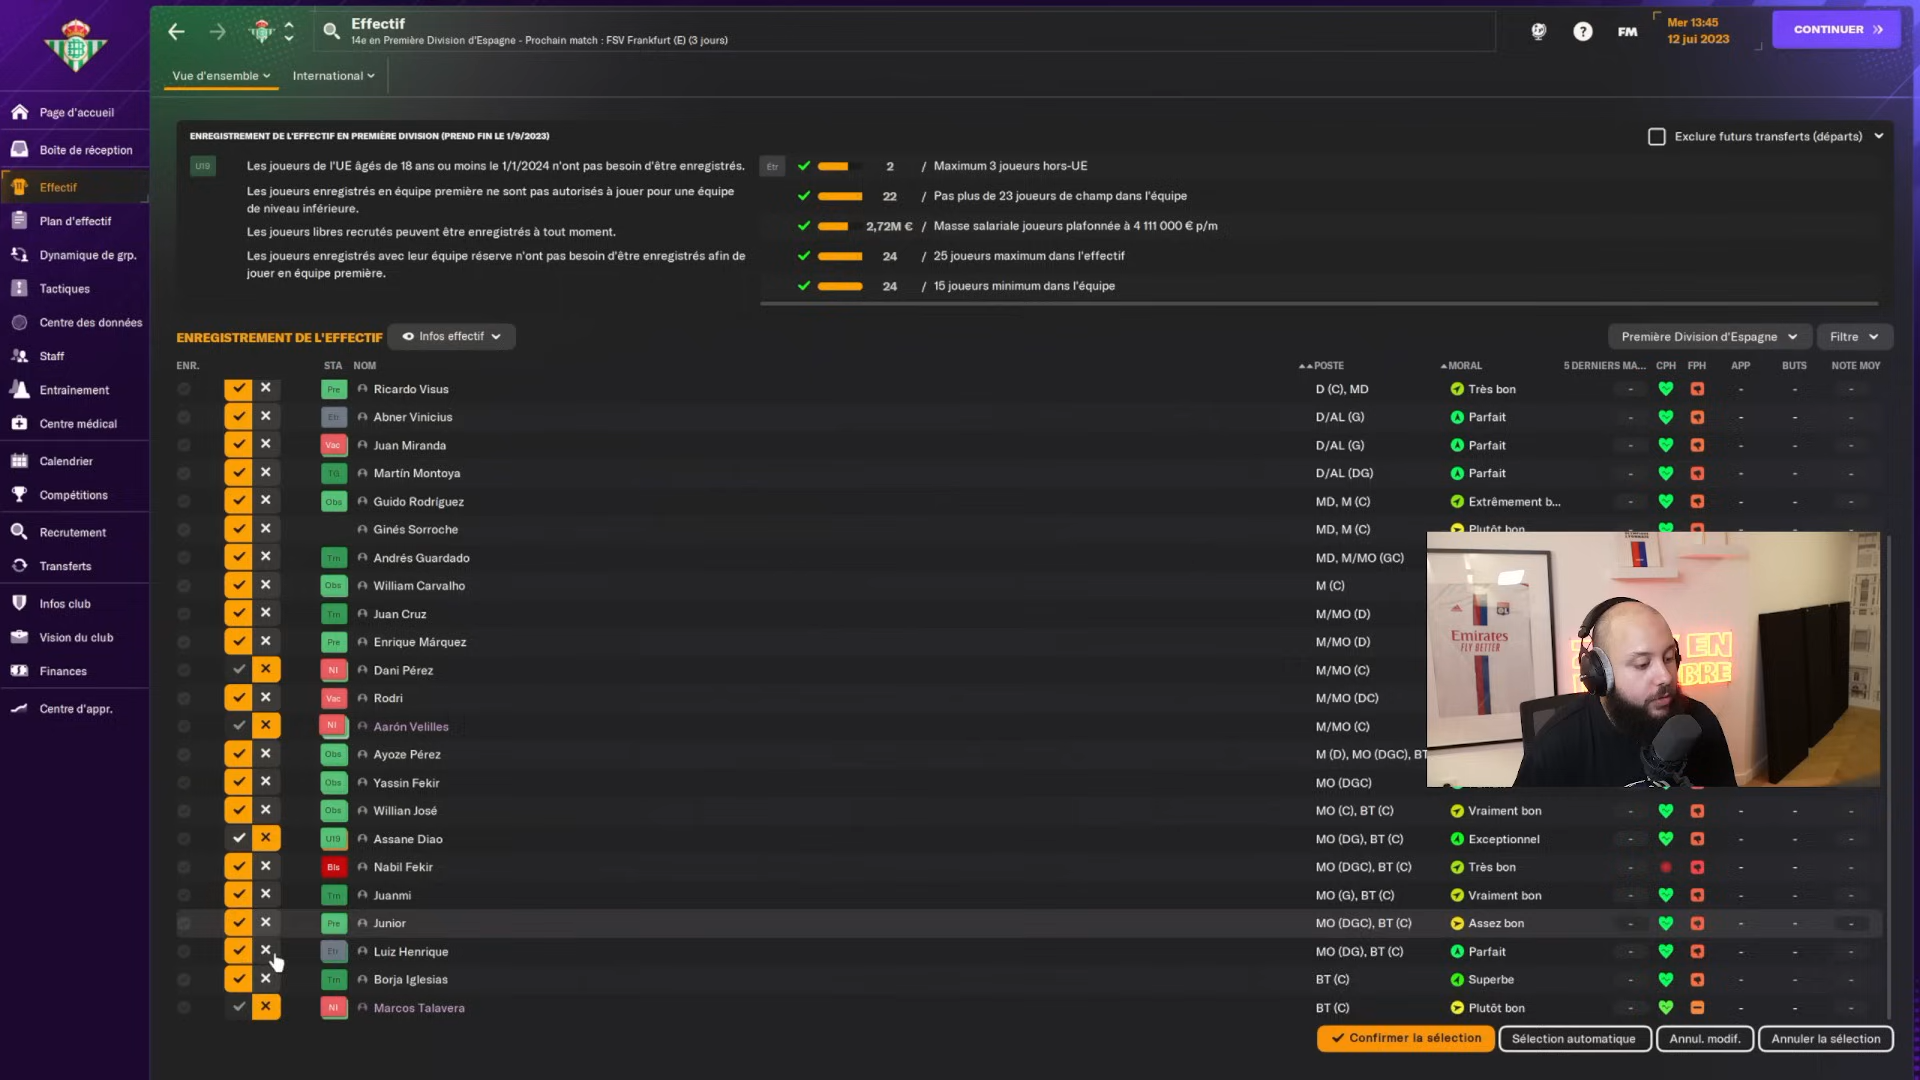 Effectif
14e en Première Division d'Espagne - Prochain match : FSV Frankfurt (E) (3 jours)
FM
Mer 13:45
12 jui 2023
CONTINUER
Vue d'ensemble
International
Page d'accueil
Boîte de réception
Effectif
Plan d'effectif
Dynamique de grp.
Tactiques
Centre des données
Staff
Entraînement
Centre médical
Calendrier
Compétitions
Recrutement
Transferts
Infos club
Vision du club
Finances
Centre d'appr.
ENREGISTREMENT DE L'EFFECTIF EN PREMIÈRE DIVISION (PREND FIN LE 1/9/2023)
Exclure futurs transferts (départs)
U19 Les joueurs de l'UE âgés de 18 ans ou moins le 1/1/2024 n'ont pas besoin d'être enregistrés.
Les joueurs enregistrés en équipe première ne sont pas autorisés à jouer pour une équipe
de niveau inférieure.
Les joueurs libres recrutés peuvent être enregistrés à tout moment.
Les joueurs enregistrés avec leur équipe réserve n'ont pas besoin d'être enregistrés afin de
jouer en équipe première.
Etr 2 / Maximum 3 joueurs hors-UE
22 / Pas plus de 23 joueurs de champ dans l'équipe
2,72M € / Masse salariale joueurs plafonnée à 4 111 000 € p/m
24 / 25 joueurs maximum dans l'effectif
24 / 15 joueurs minimum dans l'équipe
ENREGISTREMENT DE L'EFFECTIF
Infos effectif
Première Division d'Espagne
Filtre
ENR. STA NOM POSTE MORAL 5 DERNIERS MA... CPH FPH APP BUTS NOTE MOY
Pre Ricardo Visus D (C), MD Très bon - - - -
Etr Abner Vinicius D/AL (G) Parfait - - - -
Vac Juan Miranda D/AL (G) Parfait - - - -
TG Martín Montoya D/AL (DG) Parfait - - - -
Obs Guido Rodríguez MD, M (C) Extrêmement b... - - - -
Ginés Sorroche MD, M (C) Plutôt bon - - - -
Trn Andrés Guardado MD, M/MO (GC)
Obs William Carvalho M (C)
Trn Juan Cruz M/MO (D)
Pre Enrique Márquez M/MO (D)
NI Dani Pérez M/MO (C)
Vac Rodri M/MO (DC)
NI Aarón Velilles M/MO (C)
Obs Ayoze Pérez M (D), MO (DGC), BT
Obs Yassin Fekir MO (DGC)
Obs Willian José MO (C), BT (C) Vraiment bon - - - -
U19 Assane Diao MO (DG), BT (C) Exceptionnel - - - -
Bls Nabil Fekir MO (DGC), BT (C) Très bon - - - -
Trn Juanmi MO (G), BT (C) Vraiment bon - - - -
Pre Junior MO (DGC), BT (C) Assez bon - - - -
Etr Luiz Henrique MO (DG), BT (C) Parfait - - - -
Trn Borja Iglesias BT (C) Superbe - - - -
NI Marcos Talavera BT (C) Plutôt bon - - - -
Emirates
FLY BETTER
EN
BRE
Confirmer la sélection
Sélection automatique
Annul. modif.
Annuler la sélection